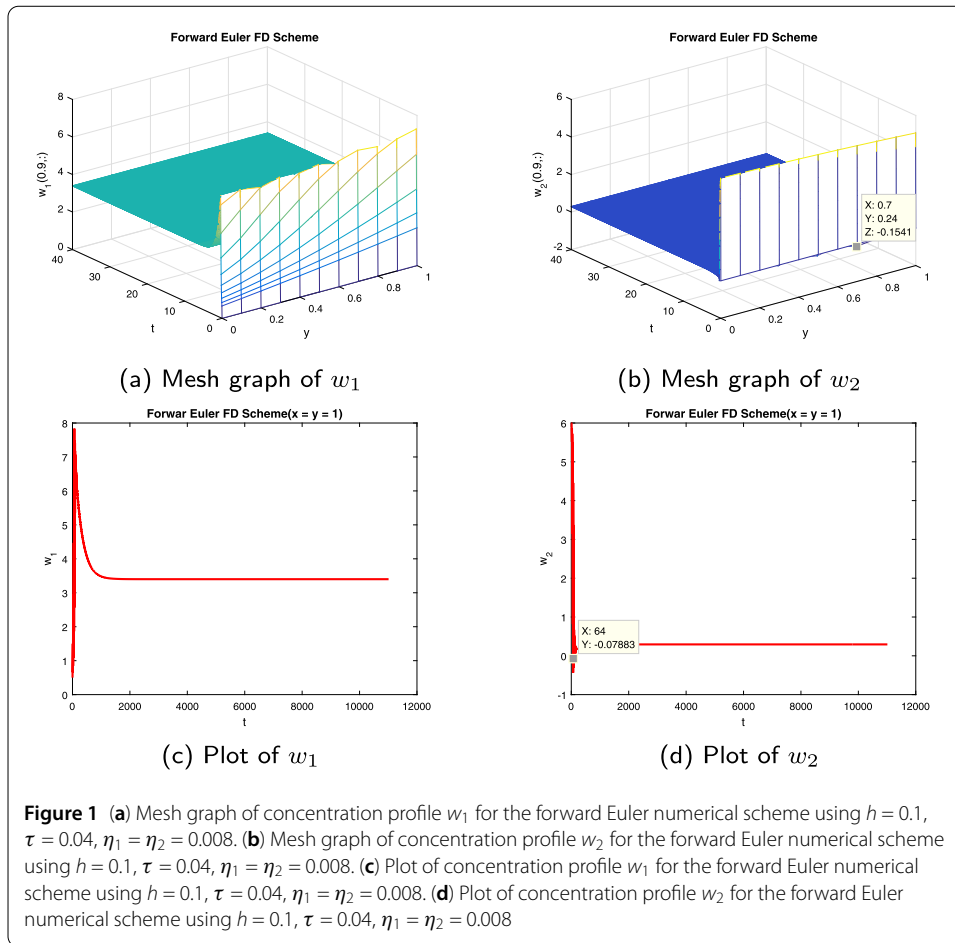 Forward Euler FD Scheme
8
6
4
2
0
w₁(0.9,:)
40
30
20
10
0
t
0
0.2
0.4
0.6
0.8
1
y
(a) Mesh graph of w₁
Forward Euler FD Scheme
6
4
2
0
-2
w₂(0.9,:)
40
30
20
10
0
t
0
0.2
0.4
0.6
0.8
1
y
X: 0.7
Y: 0.24
Z: -0.1541
(b) Mesh graph of w₂
Forwar Euler FD Scheme(x = y = 1)
8
7
6
5
4
3
2
1
0
w₁
0 2000 4000 6000 8000 10000 12000
t
(c) Plot of w₁
Forwar Euler FD Scheme(x = y = 1)
6
5
4
3
2
1
0
-1
w₂
X: 64
Y: -0.07883
0 2000 4000 6000 8000 10000 12000
t
(d) Plot of w₂
Figure 1 (a) Mesh graph of concentration profile w₁ for the forward Euler numerical scheme using h = 0.1,
τ = 0.04, η₁ = η₂ = 0.008. (b) Mesh graph of concentration profile w₂ for the forward Euler numerical scheme
using h = 0.1, τ = 0.04, η₁ = η₂ = 0.008. (c) Plot of concentration profile w₁ for the forward Euler numerical
scheme using h = 0.1, τ = 0.04, η₁ = η₂ = 0.008. (d) Plot of concentration profile w₂ for the forward Euler
numerical scheme using h = 0.1, τ = 0.04, η₁ = η₂ = 0.008